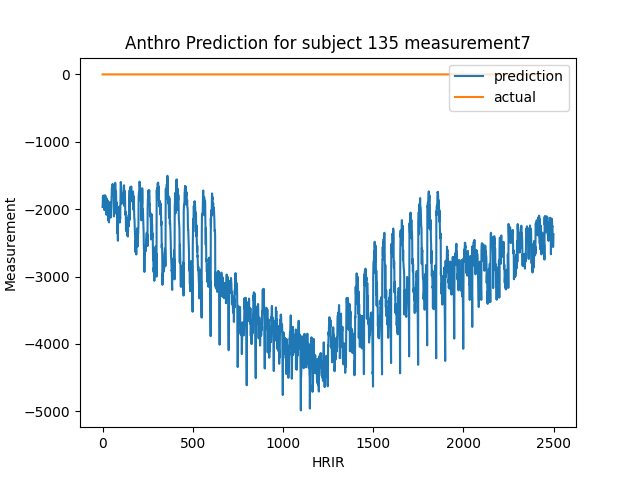 Anthro Prediction for subject 135 measurement7
prediction
actual
0
−1000
−2000
−3000
−4000
−5000
Measurement
0 500 1000 1500 2000 2500
HRIR